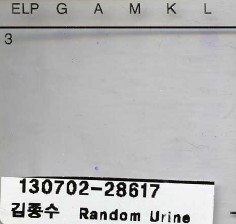 ELP G A M K L
3
130702-28617
김종수 Random Urine